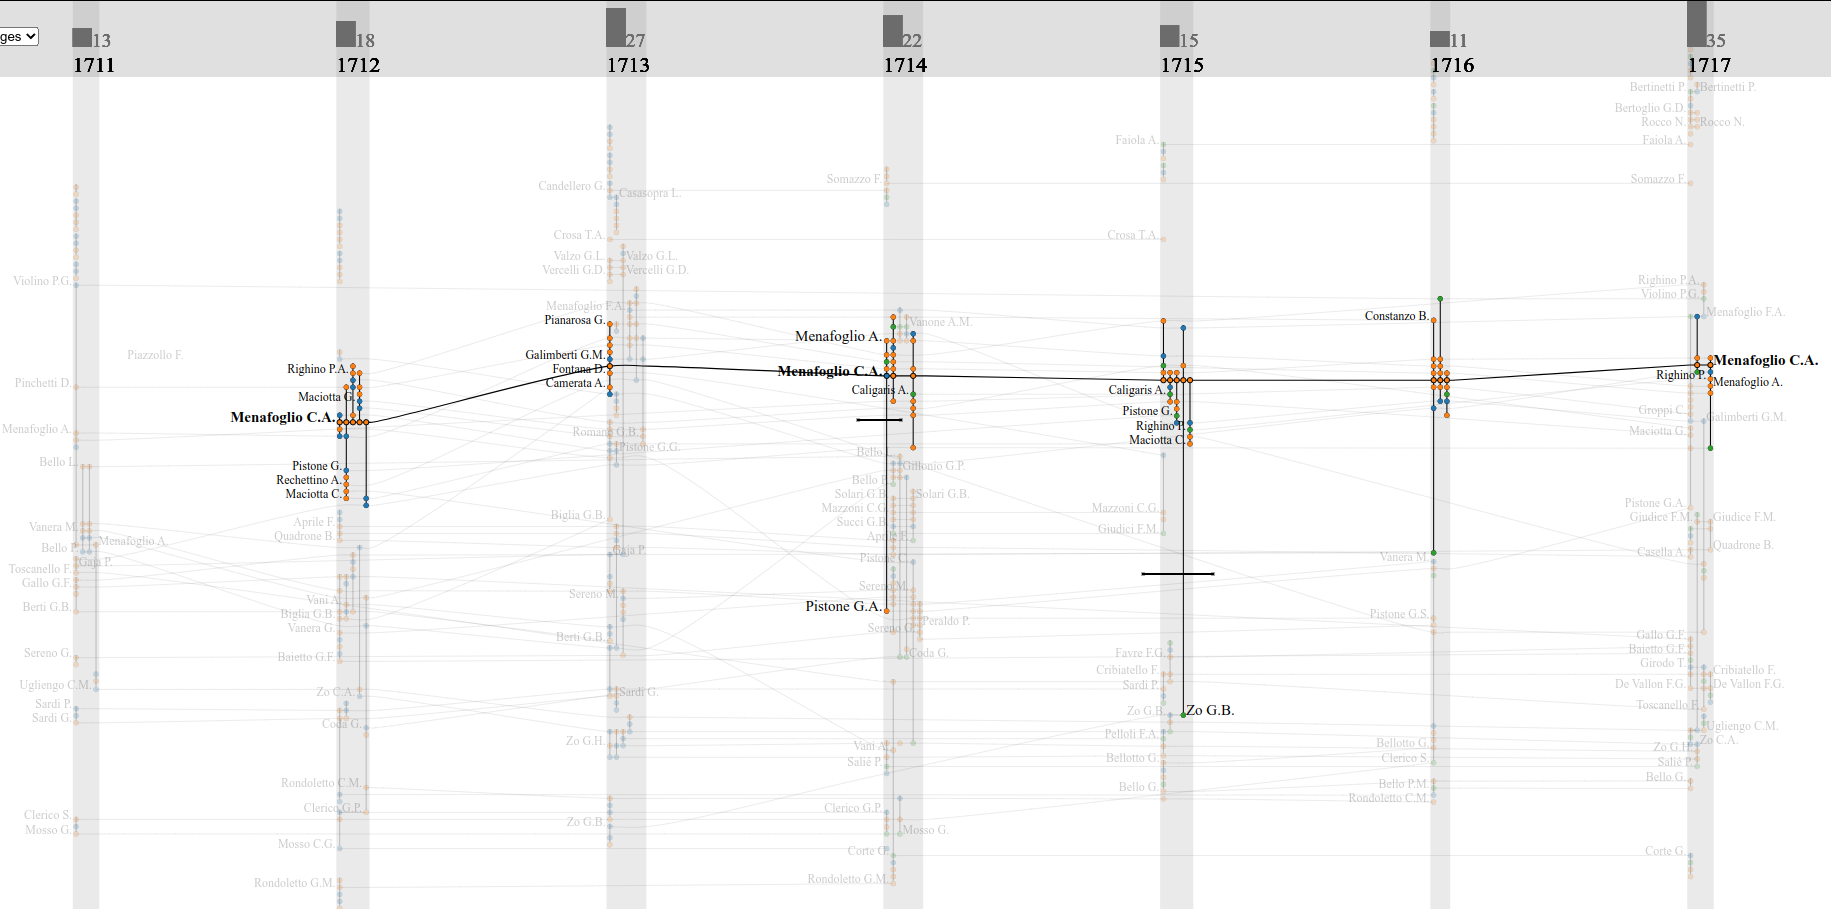 ges
13
18
27
22
15
11
35
1711
1712
1713
1714
1715
1716
1717
Violino P.G.
Pinchetti D.
Menafoglio A.
Bello I.
Vanera M.
Menafoglio A.
Bello P.
Gaja P.
Toscanello F.
Gallo G.F.
Berti G.B.
Sereno G.
Ugliengo C.M.
Sardi P.
Sardi G.
Clerico S.
Mosso G.
Piazzollo F.
Righino P.A.
Maciotta G.
Menafoglio C.A.
Pistone G.
Rechettino A.
Maciotta C.
Aprile F.
Quadrone B.
Vani A.
Biglia G.B.
Vanera G.
Baietto G.F.
Zo C.A.
Coda G.
Rondoletto C.M.
Clerico G.P.
Mosso C.G.
Rondoletto G.M.
Candellero G.
Casasopra L.
Crosa T.A.
Valzo G.L.
Valzo G.L.
Vercelli G.D.
Vercelli G.D.
Menafoglio F.A.
Pianarosa G.
Galimberti G.M.
Fontana D.
Camerata A.
Romano G.B.
Pistone G.G.
Biglia G.B.
Gaja P.
Sereno M.
Berti G.B.
Sardi G.
Zo G.H.
Zo G.B.
Somazzo F.
Vanone A.M.
Menafoglio A.
Menafoglio C.A.
Caligaris A.
Bello I.
Gillonio G.P.
Bello P.
Solari G.B.
Solari G.B.
Mazzoni C.G.
Succi G.B.
Aprile F.
Pistone C.
Sereno M.
Pistone G.A.
Peraldo P.
Sereno G.
Coda G.
Vani A.
Salié P.
Clerico G.P.
Mosso G.
Corte G.
Rondoletto G.M.
Faiola A.
Crosa T.A.
Caligaris A.
Pistone G.
Righino P.
Maciotta C.
Mazzoni C.G.
Giudici F.M.
Favre F.G.
Cribiatello F.
Sardi P.
Zo G.B.
Zo G.B.
Pelloli F.A.
Bellotto G.
Bello G.
Constanzo B.
Vanera M.
Pistone G.S.
Bellotto G.
Clerico S.
Bello P.M.
Rondoletto C.M.
Bertinetti P.
Bertinetti P.
Bertoglio G.D.
Rocco N.
Rocco N.
Faiola A.
Somazzo F.
Righino P.A.
Violino P.G.
Menafoglio F.A.
Menafoglio C.A.
Righino P.
Menafoglio A.
Groppi C.
Galimberti G.M.
Maciotta G.
Pistone G.A.
Giudice F.M.
Giudice F.M.
Quadrone B.
Casella A.
Gallo G.F.
Baietto G.F.
Girodo T.
Cribiatello F.
De Vallon F.G.
De Vallon F.G.
Toscanello F.
Ugliengo C.M.
Zo C.A.
Zo G.H.
Salié P.
Bello G.
Corte G.